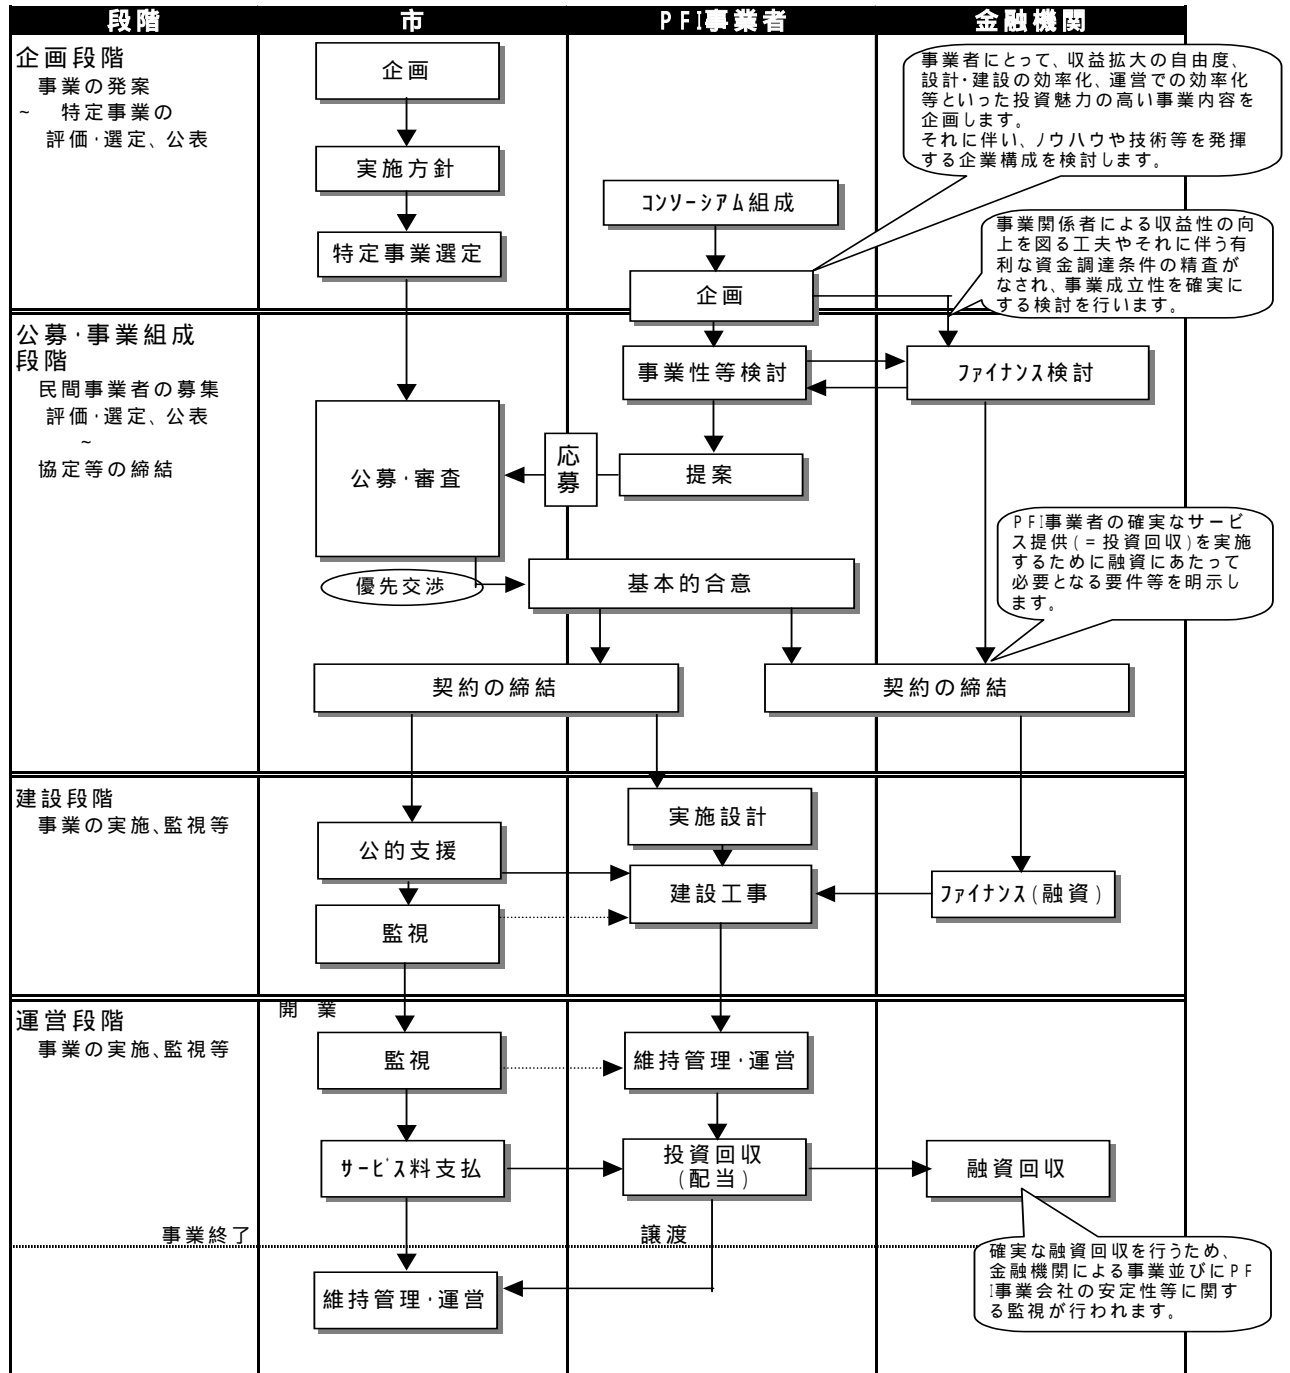 段階
市
PFI事業者
金融機関
企画段階
事業の発案
~ 特定事業の
評価・選定、公表
企画
実施方針
特定事業選定
コンソーシアム組成
企画
事業者にとって、収益拡大の自由度、
設計・建設の効率化、運営での効率化
等といった投資魅力の高い事業内容を
企画します。
それに伴い、ノウハウや技術等を発揮
する企業構成を検討します。
事業関係者による収益性の向
上を図る工夫やそれに伴う有
利な資金調達条件の精査が
なされ、事業成立性を確実に
する検討を行います。
公募・事業組成
段階
民間事業者の募集
評価・選定、公表
~
協定等の締結
事業性等検討
ファイナンス検討
公募・審査
応
募
提案
優先交渉
基本的合意
PFI事業者の確実なサービ
ス提供(=投資回収)を実施
するために融資にあたって
必要となる要件等を明示し
ます。
契約の締結
契約の締結
建設段階
事業の実施、監視等
公的支援
監視
実施設計
建設工事
ファイナンス(融資)
運営段階
事業の実施、監視等
開 業
監視
維持管理・運営
サービス料支払
投資回収
(配当)
融資回収
事業終了
譲渡
維持管理・運営
確実な融資回収を行うため、
金融機関による事業並びにPF
I事業会社の安定性等に関す
る監視が行われます。